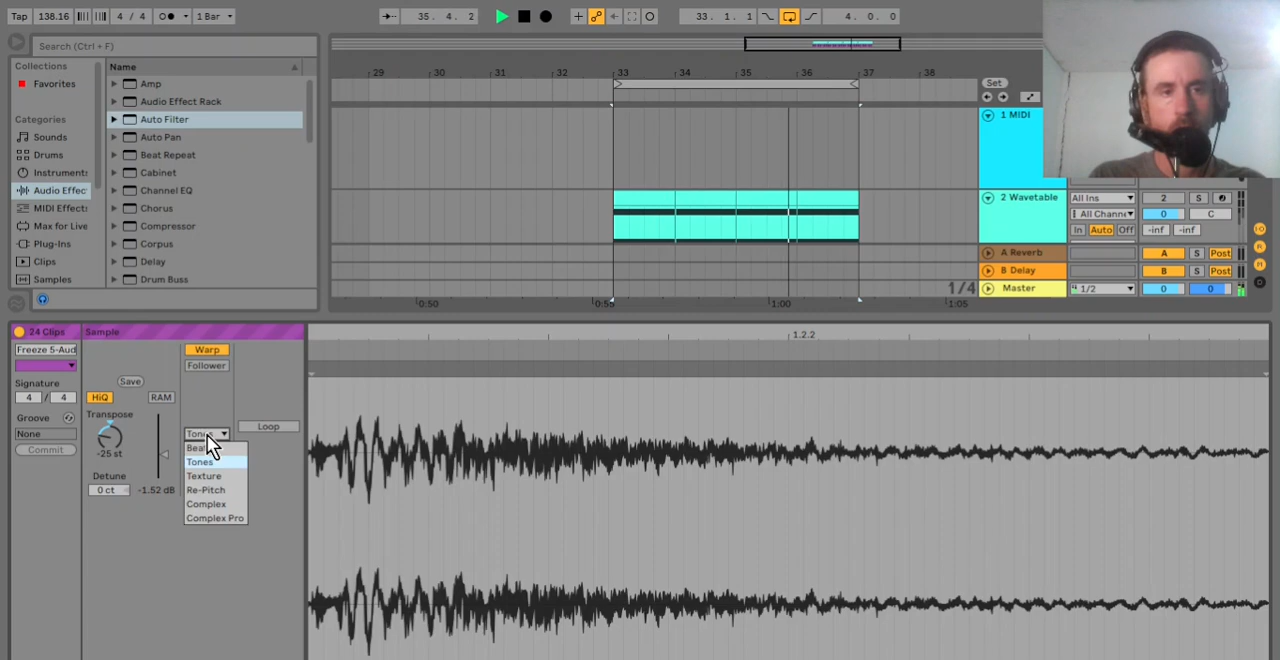 Tap 138.16 4 / 4 1 Bar 35. 4. 2 33. 1. 1 4. 0. 0
Search (Ctrl + F)
Collections
Favorites
Categories
Sounds
Drums
Instrument
Audio Effec
MIDI Effect
Max for Live
Plug-Ins
Clips
Samples
Name
Amp
Audio Effect Rack
Auto Filter
Auto Pan
Beat Repeat
Cabinet
Channel EQ
Chorus
Compressor
Corpus
Delay
Drum Buss
29 30 31 32 33 34 35 36 37 38
Set
1 MIDI
2 Wavetable All Ins 2 S
All Channe 0 C
In Auto Off -inf -inf
A Reverb A S Post
B Delay B S Post
1/4 Master 1/2 0 0
0:50 0:55 1:00 1:05
24 Clips
Freeze 5-Aud
Signature
4 / 4
Groove
None
Commit
Sample
Warp
Follower
Save
HiQ RAM
Transpose
-25 st
Detune
0 ct -1.52 dB
Loop
Tones
Texture
Re-Pitch
Complex
Complex Pro
1.2.2